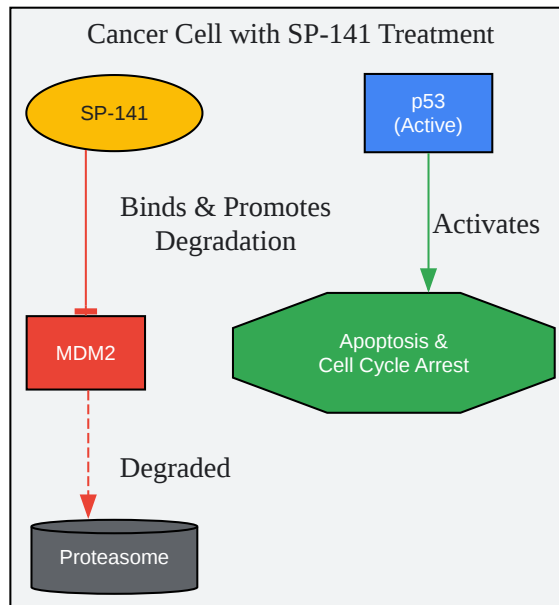 Cancer Cell with SP-141 Treatment
SP-141
p53
(Active)
Binds & Promotes
Degradation
Activates
MDM2
Apoptosis &
Cell Cycle Arrest
Degraded
Proteasome